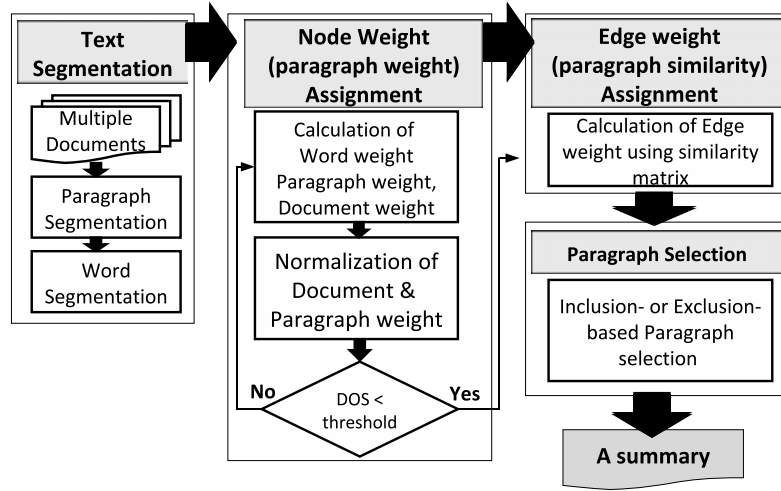 Text
Segmentation
Multiple
Documents
Paragraph
Segmentation
Word
Segmentation
Node Weight
(paragraph weight)
Assignment
Calculation of
Word weight
Paragraph weight,
Document weight
Normalization of
Document &
Paragraph weight
No
DOS <
threshold
Yes
Edge weight
(paragraph similarity)
Assignment
Calculation of Edge
weight using similarity
matrix
Paragraph Selection
Inclusion- or Exclusion-
based Paragraph
selection
A summary